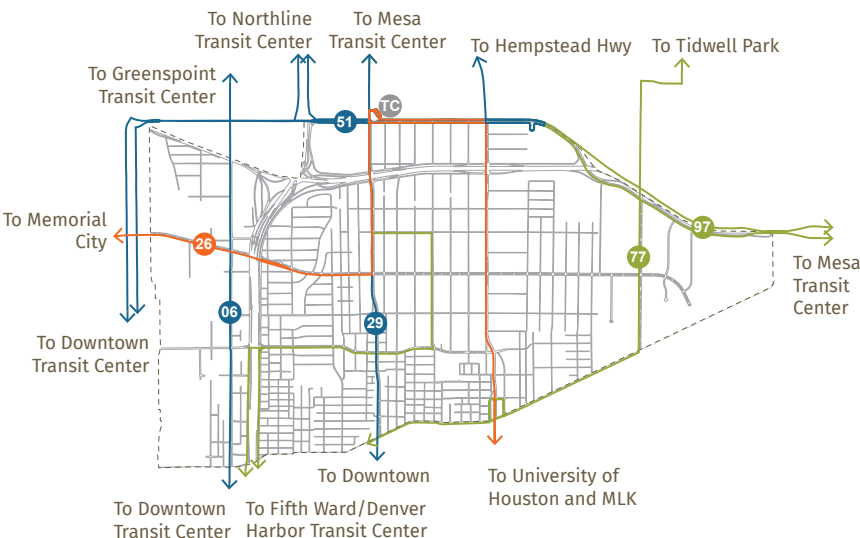 To Northline
Transit Center
To Mesa
Transit Center
To Hempstead Hwy
To Tidwell Park
To Greenspoint
Transit Center
TC
51
To Memorial
City
26
97
77
To Mesa
Transit
Center
06
29
To Downtown
Transit Center
To Downtown
To University of
Houston and MLK
To Downtown
Transit Center
To Fifth Ward/Denver
Harbor Transit Center